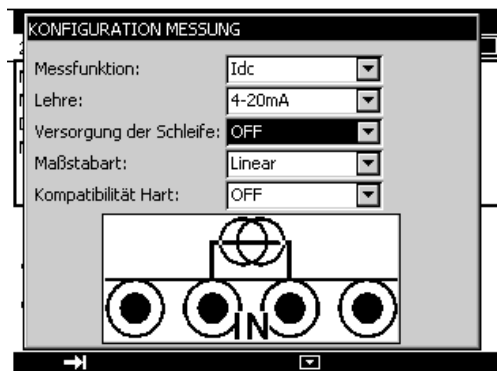 KONFIGURATION MESSUNG
Messfunktion: Idc
Lehre: 4-20mA
Versorgung der Schleife: OFF
Maßstabart: Linear
Kompatibilität Hart: OFF
IN